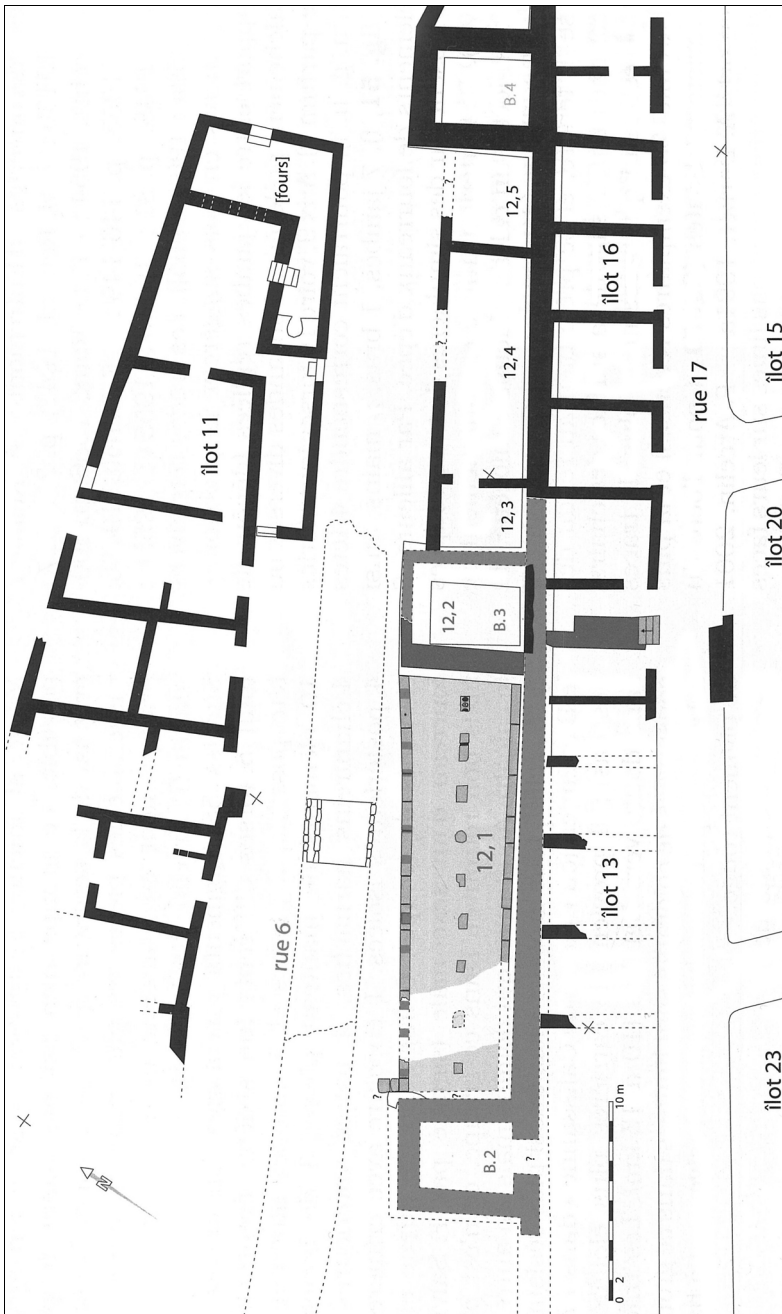 B.4
[fours]
12,5
îlot 16
îlot 11
12,4
rue 17
îlot 15
12,3
îlot 20
12,2
B.3
12,1
îlot 13
rue 6
N
B.2
îlot 23
0 2 10 m
?
?
?
?
?